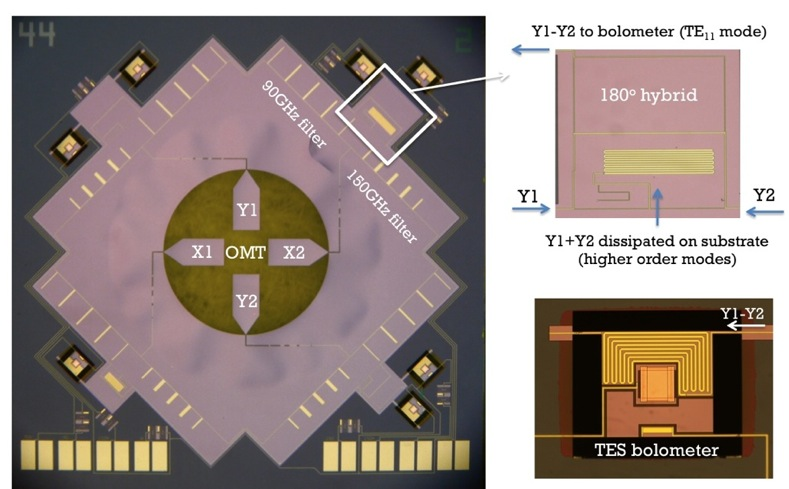 44
2
90GHz filter
150GHz filter
Y1
X1
OMT
X2
Y2
Y1-Y2 to bolometer (TE11 mode)
180° hybrid
Y1
Y2
Y1+Y2 dissipated on substrate
(higher order modes)
Y1-Y2
TES bolometer